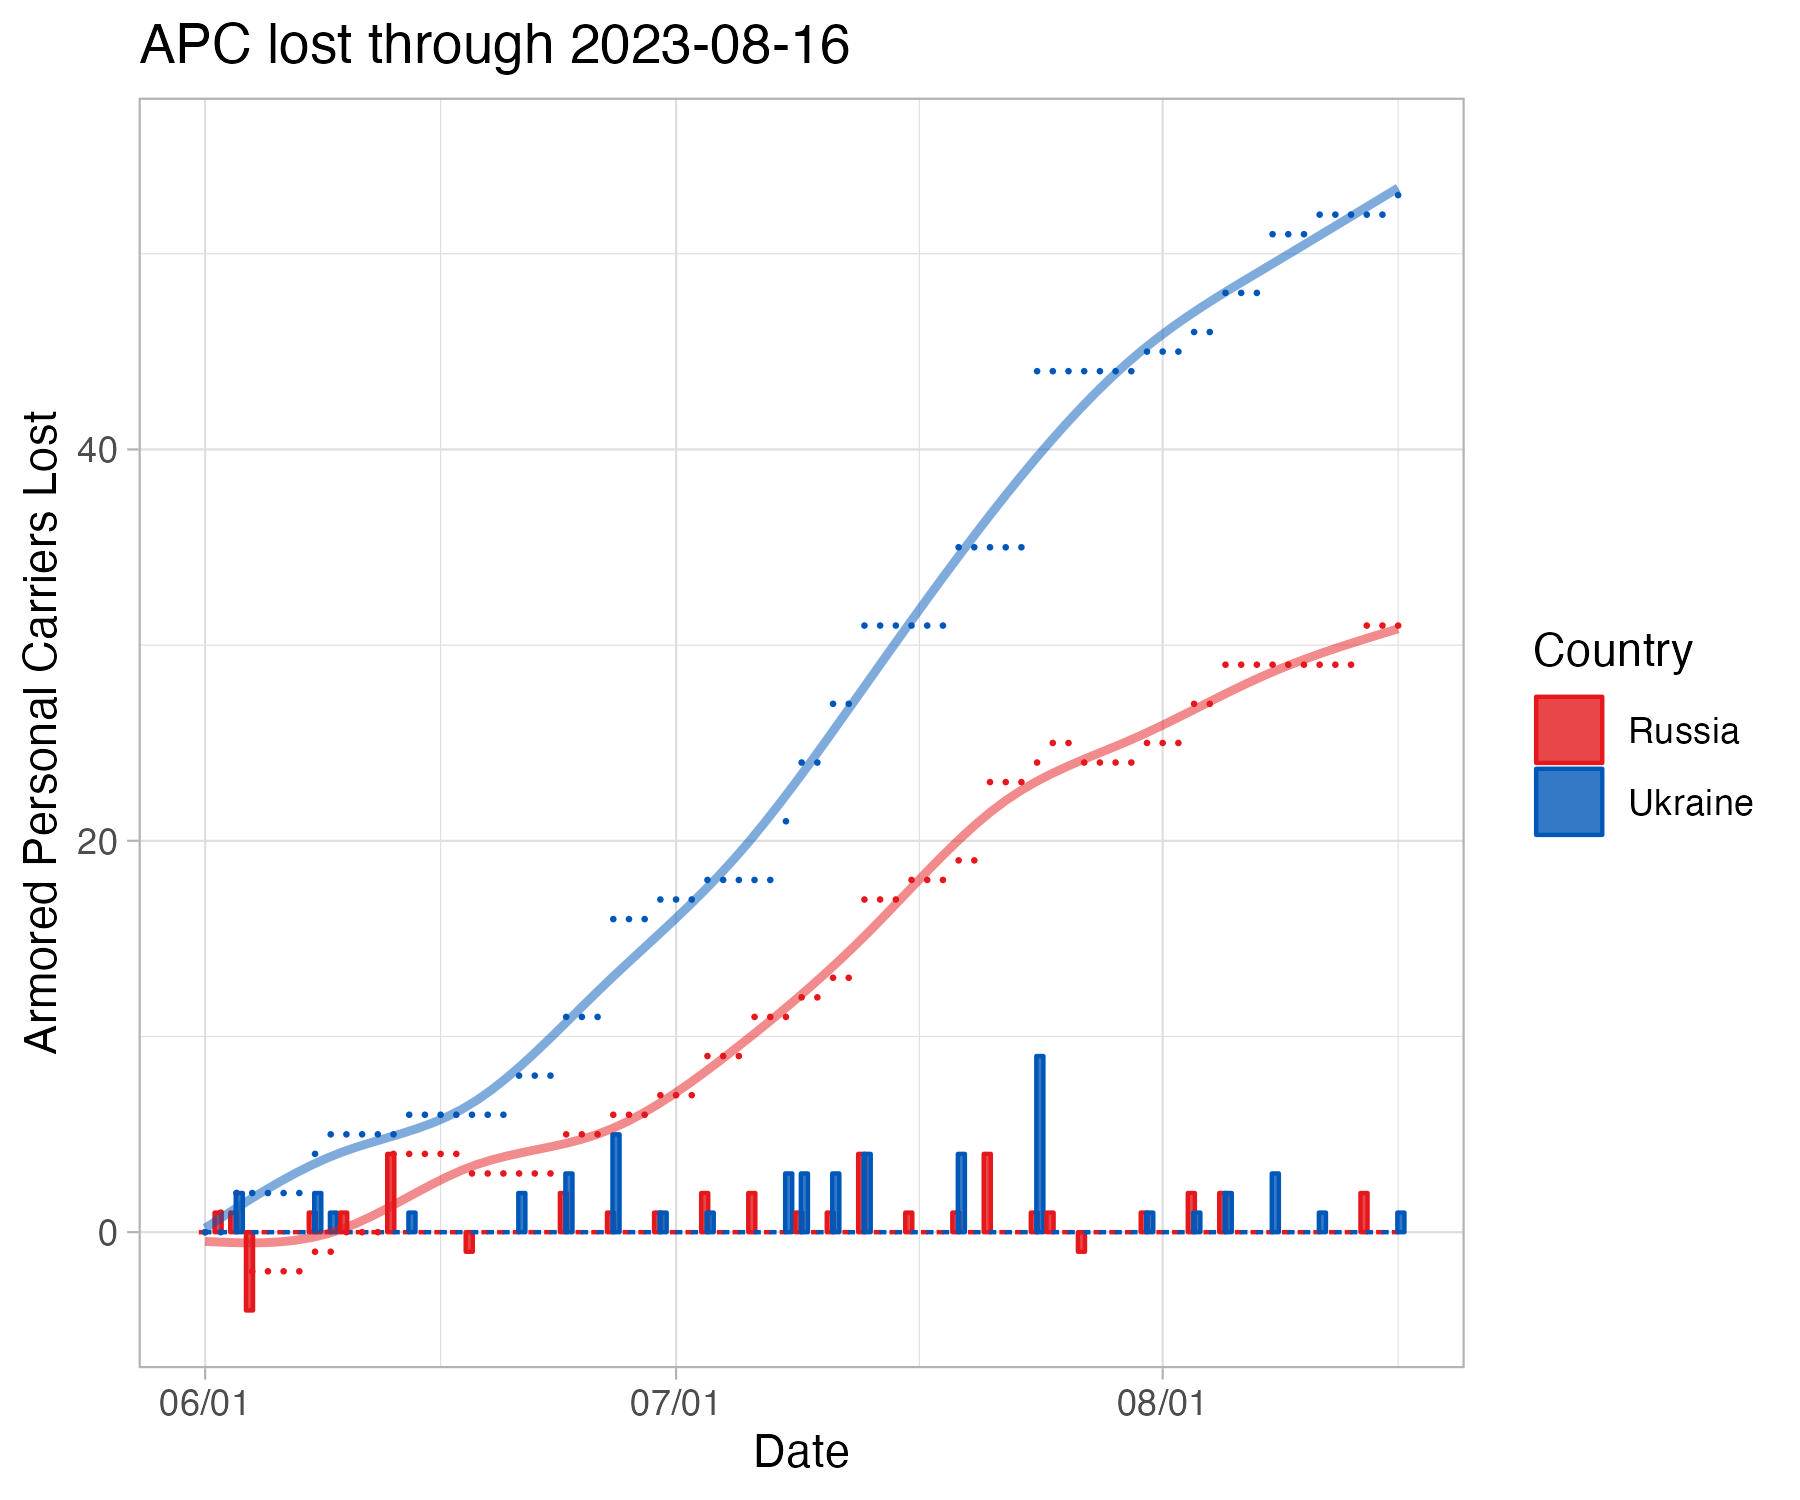 APC lost through 2023-08-16
Armored Personal Carriers Lost
40
20
0
06/01
07/01
08/01
Date
Country
Russia
Ukraine